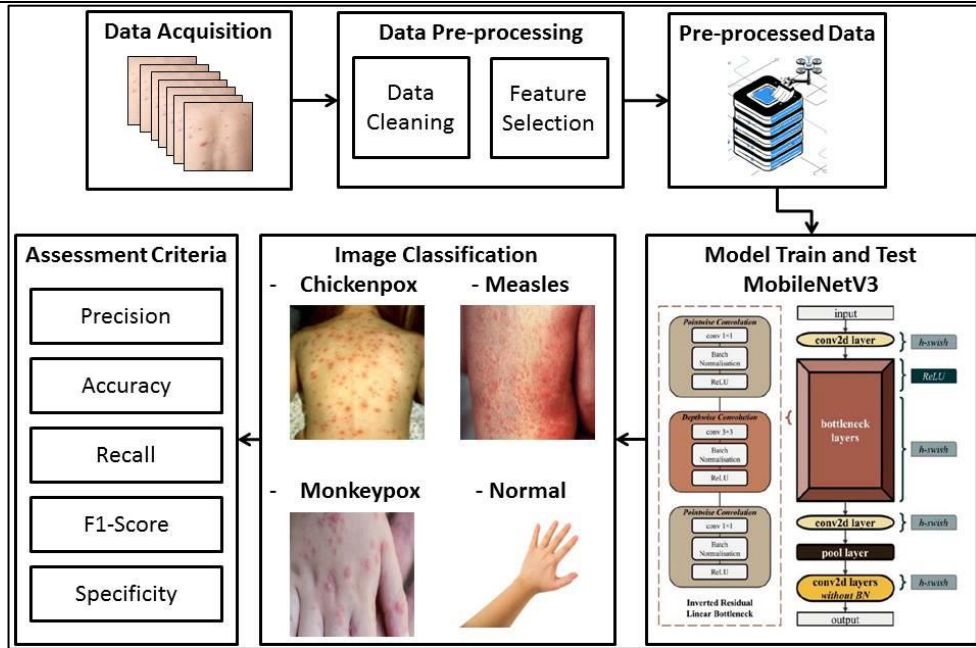 Data Acquisition
Data Pre-processing
Data
Cleaning
Feature
Selection
Pre-processed Data
Assessment Criteria
Precision
Accuracy
Recall
F1-Score
Specificity
Image Classification
- Chickenpox
- Measles
- Monkeypox
- Normal
Model Train and Test
MobileNetV3
Pointwise Convolution
conv 1×1
Batch
Normalisation
ReLU
Depthwise Convolution
conv 3×3
Batch
Normalisation
ReLU
Pointwise Convolution
conv 1×1
Batch
Normalisation
ReLU
Inverted Residual
Linear Bottleneck
input
conv2d layer
h-swish
ReLU
bottleneck
layers
h-swish
conv2d layer
h-swish
pool layer
conv2d layers
without BN
h-swish
output